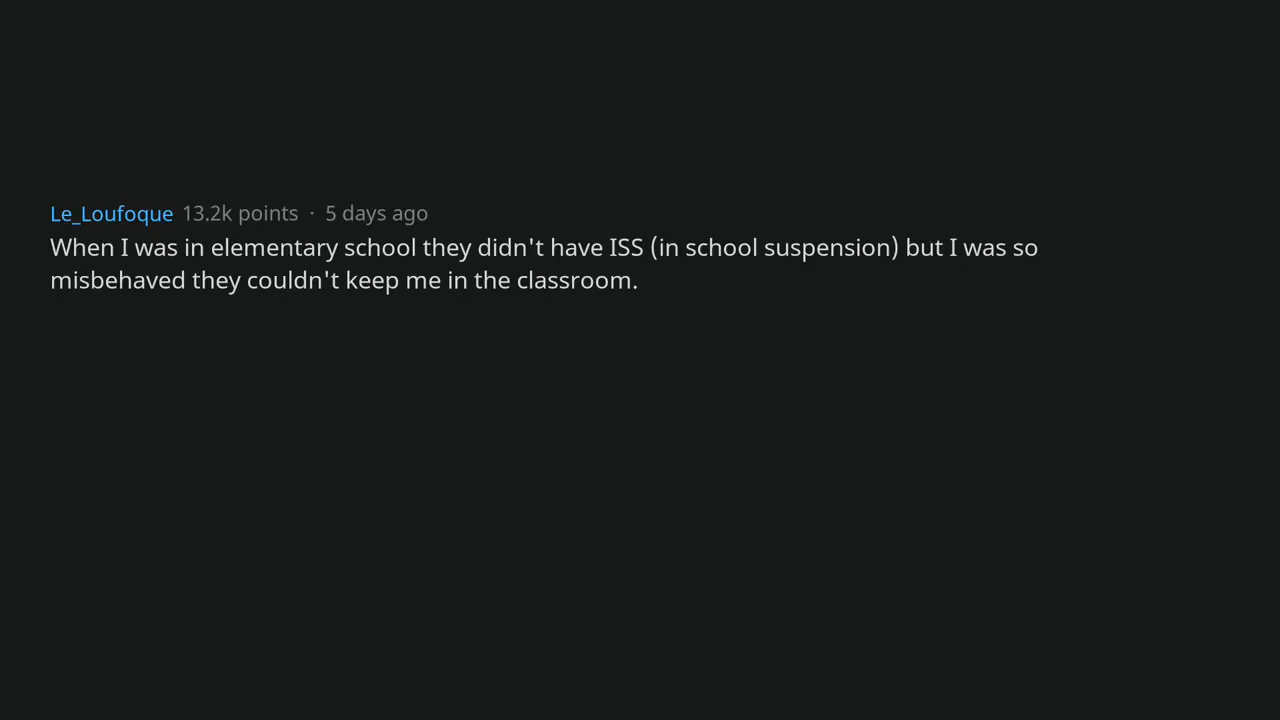 Le_Loufoque 13.2k points · 5 days ago
When I was in elementary school they didn't have ISS (in school suspension) but I was so
misbehaved they couldn't keep me in the classroom.